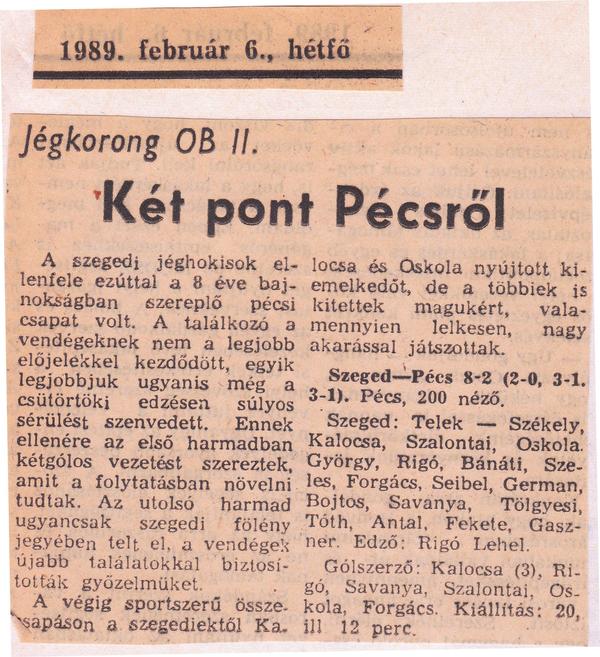 1989. február 6., hétfő
Jégkorong OB II.
Két pont Pécsről
A szegedi jéghokisok el-
lenfele ezúttal a 8 éve baj-
nokságban szereplő pécsi
csapat volt. A találkozó a
vendégeknek nem a legjobb
előjelekkel kezdődött, egyik
legjobbjuk ugyanis még a
csütörtöki edzésen súlyos
sérülést szenvedett. Ennek
ellenére az első harmadban
kétgólos vezetést szereztek,
amit a folytatásban növelni
tudtak. Az utolsó harmad
ugyancsak szegedi fölény
jegyében telt el, a vendégek
újabb találatokkal biztosí-
tották győzelmüket.
A végig sportszerű össze-
csapáson a szegediektől Ka-
locsa és Oskola nyújtott ki-
emelkedőt, de a többiek is
kitettek magukért, vala-
mennyien lelkesen, nagy
akarással játszottak.
Szeged—Pécs 8-2 (2-0, 3-1,
3-1). Pécs, 200 néző.
Szeged: Telek — Székely,
Kalocsa, Szalontai, Oskola.
György, Rigó, Bánáti, Sze-
les, Forgács, Seibel, German,
Bojtos, Savanya, Tölgyesi,
Tóth, Antal, Fekete, Gasz-
ner. Edző: Rigó Lehel.
Gólszerző: Kalocsa (3), Ri-
gó, Savanya, Szalontai, Os-
kola, Forgács. Kiállítás: 20,
ill 12 perc.